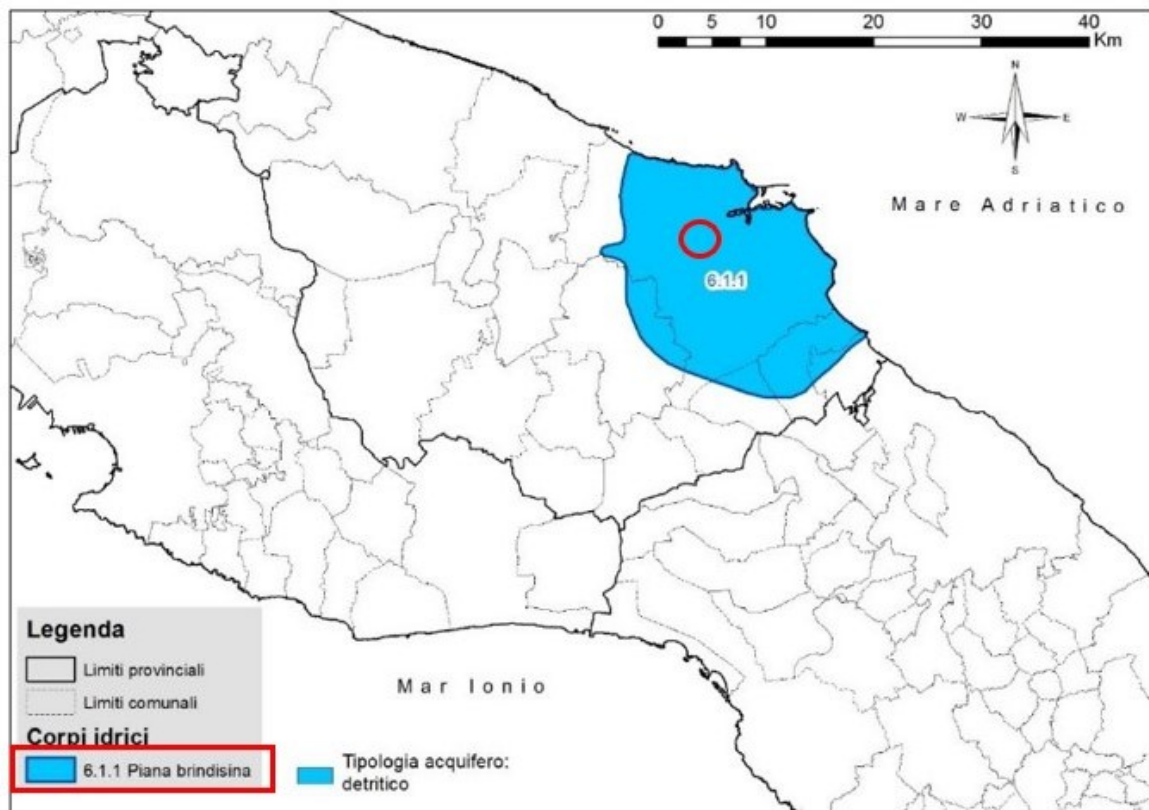 0 5 10 20 30 40
Km
N
W E
S
Mare Adriatico
6.1.1
Mar Ionio
Legenda
Limiti provinciali
Limiti comunali
Corpi idrici
6.1.1 Piana brindisina
Tipologia acquifero:
detritico